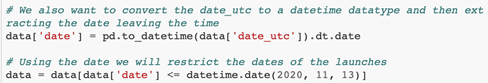 # We also want to convert the date_utc to a datetime datatype and then ext
racting the date leaving the time
data['date'] = pd.to_datetime(data['date_utc']).dt.date
# Using the date we will restrict the dates of the launches
data = data[data['date'] <= datetime.date(2020, 11, 13)]